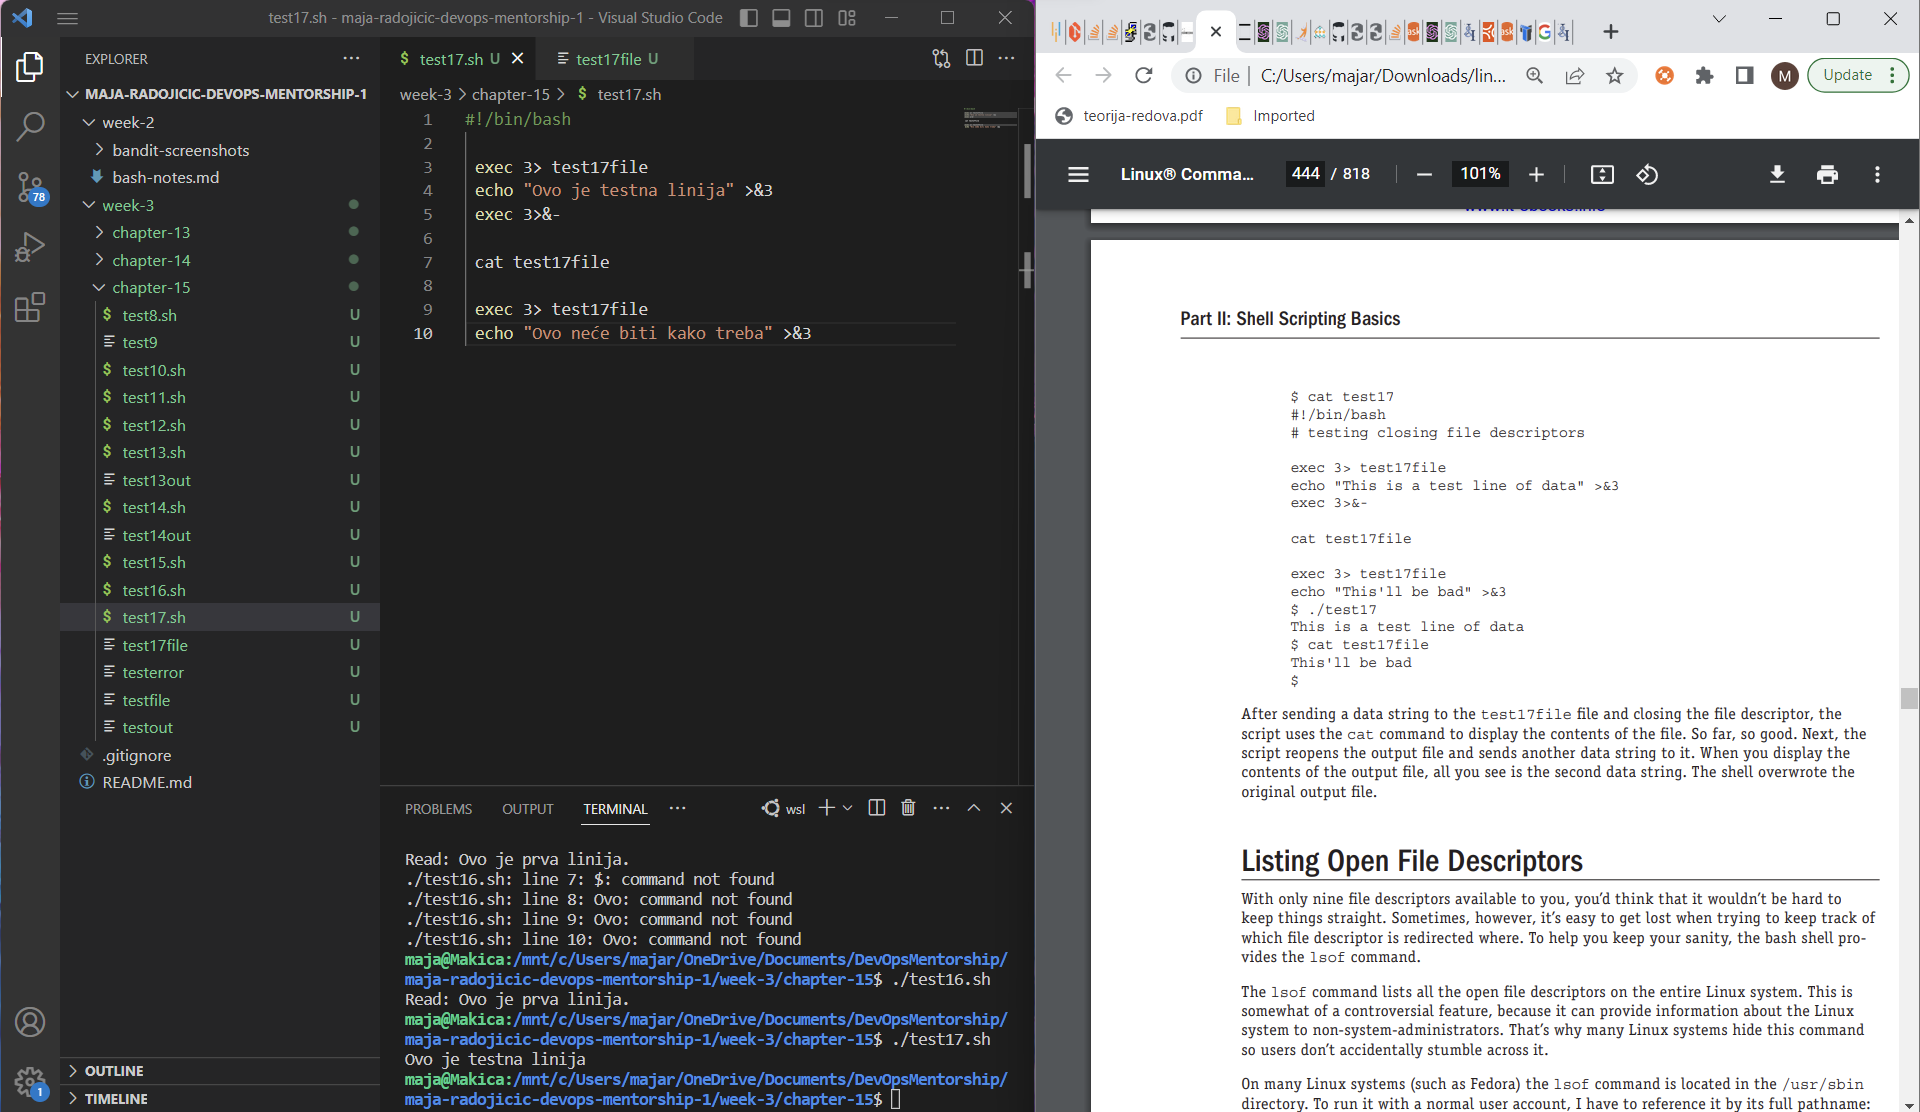 test17.sh - maja-radojicic-devops-mentorship-1 - Visual Studio Code
EXPLORER
MAJA-RADOJICIC-DEVOPS-MENTORSHIP-1
week-2
bandit-screenshots
bash-notes.md
week-3
chapter-13
chapter-14
chapter-15
$ test8.sh U
test9 U
$ test10.sh U
$ test11.sh U
$ test12.sh U
$ test13.sh U
test13out U
$ test14.sh U
test14out U
$ test15.sh U
$ test16.sh U
$ test17.sh U
test17file U
testerror U
testfile U
testout U
.gitignore
README.md
OUTLINE
TIMELINE
78
1
$ test17.sh U
test17file U
week-3 > chapter-15 > $ test17.sh
1 #!/bin/bash
2
3 exec 3> test17file
4 echo "Ovo je testna linija" >&3
5 exec 3>&-
6
7 cat test17file
8
9 exec 3> test17file
10 echo "Ovo neće biti kako treba" >&3
PROBLEMS OUTPUT TERMINAL wsl
Read: Ovo je prva linija.
./test16.sh: line 7: $: command not found
./test16.sh: line 8: Ovo: command not found
./test16.sh: line 9: Ovo: command not found
./test16.sh: line 10: Ovo: command not found
maja@Makica:/mnt/c/Users/majar/OneDrive/Documents/DevOpsMentorship/
maja-radojicic-devops-mentorship-1/week-3/chapter-15$ ./test16.sh
Read: Ovo je prva linija.
maja@Makica:/mnt/c/Users/majar/OneDrive/Documents/DevOpsMentorship/
maja-radojicic-devops-mentorship-1/week-3/chapter-15$ ./test17.sh
Ovo je testna linija
maja@Makica:/mnt/c/Users/majar/OneDrive/Documents/DevOpsMentorship/
maja-radojicic-devops-mentorship-1/week-3/chapter-15$
File | C:/Users/majar/Downloads/lin...
M
Update
teorija-redova.pdf
Imported
Linux® Comma...
444 / 818
101%
Part II: Shell Scripting Basics
$ cat test17
#!/bin/bash
# testing closing file descriptors
exec 3> test17file
echo "This is a test line of data" >&3
exec 3>&-
cat test17file
exec 3> test17file
echo "This'll be bad" >&3
$ ./test17
This is a test line of data
$ cat test17file
This'll be bad
$
After sending a data string to the test17file file and closing the file descriptor, the
script uses the cat command to display the contents of the file. So far, so good. Next, the
script reopens the output file and sends another data string to it. When you display the
contents of the output file, all you see is the second data string. The shell overwrote the
original output file.
Listing Open File Descriptors
With only nine file descriptors available to you, you'd think that it wouldn't be hard to
keep things straight. Sometimes, however, it's easy to get lost when trying to keep track of
which file descriptor is redirected where. To help you keep your sanity, the bash shell pro-
vides the lsof command.
The lsof command lists all the open file descriptors on the entire Linux system. This is
somewhat of a controversial feature, because it can provide information about the Linux
system to non-system-administrators. That's why many Linux systems hide this command
so users don't accidentally stumble across it.
On many Linux systems (such as Fedora) the lsof command is located in the /usr/sbin
directory. To run it with a normal user account, I have to reference it by its full pathname: